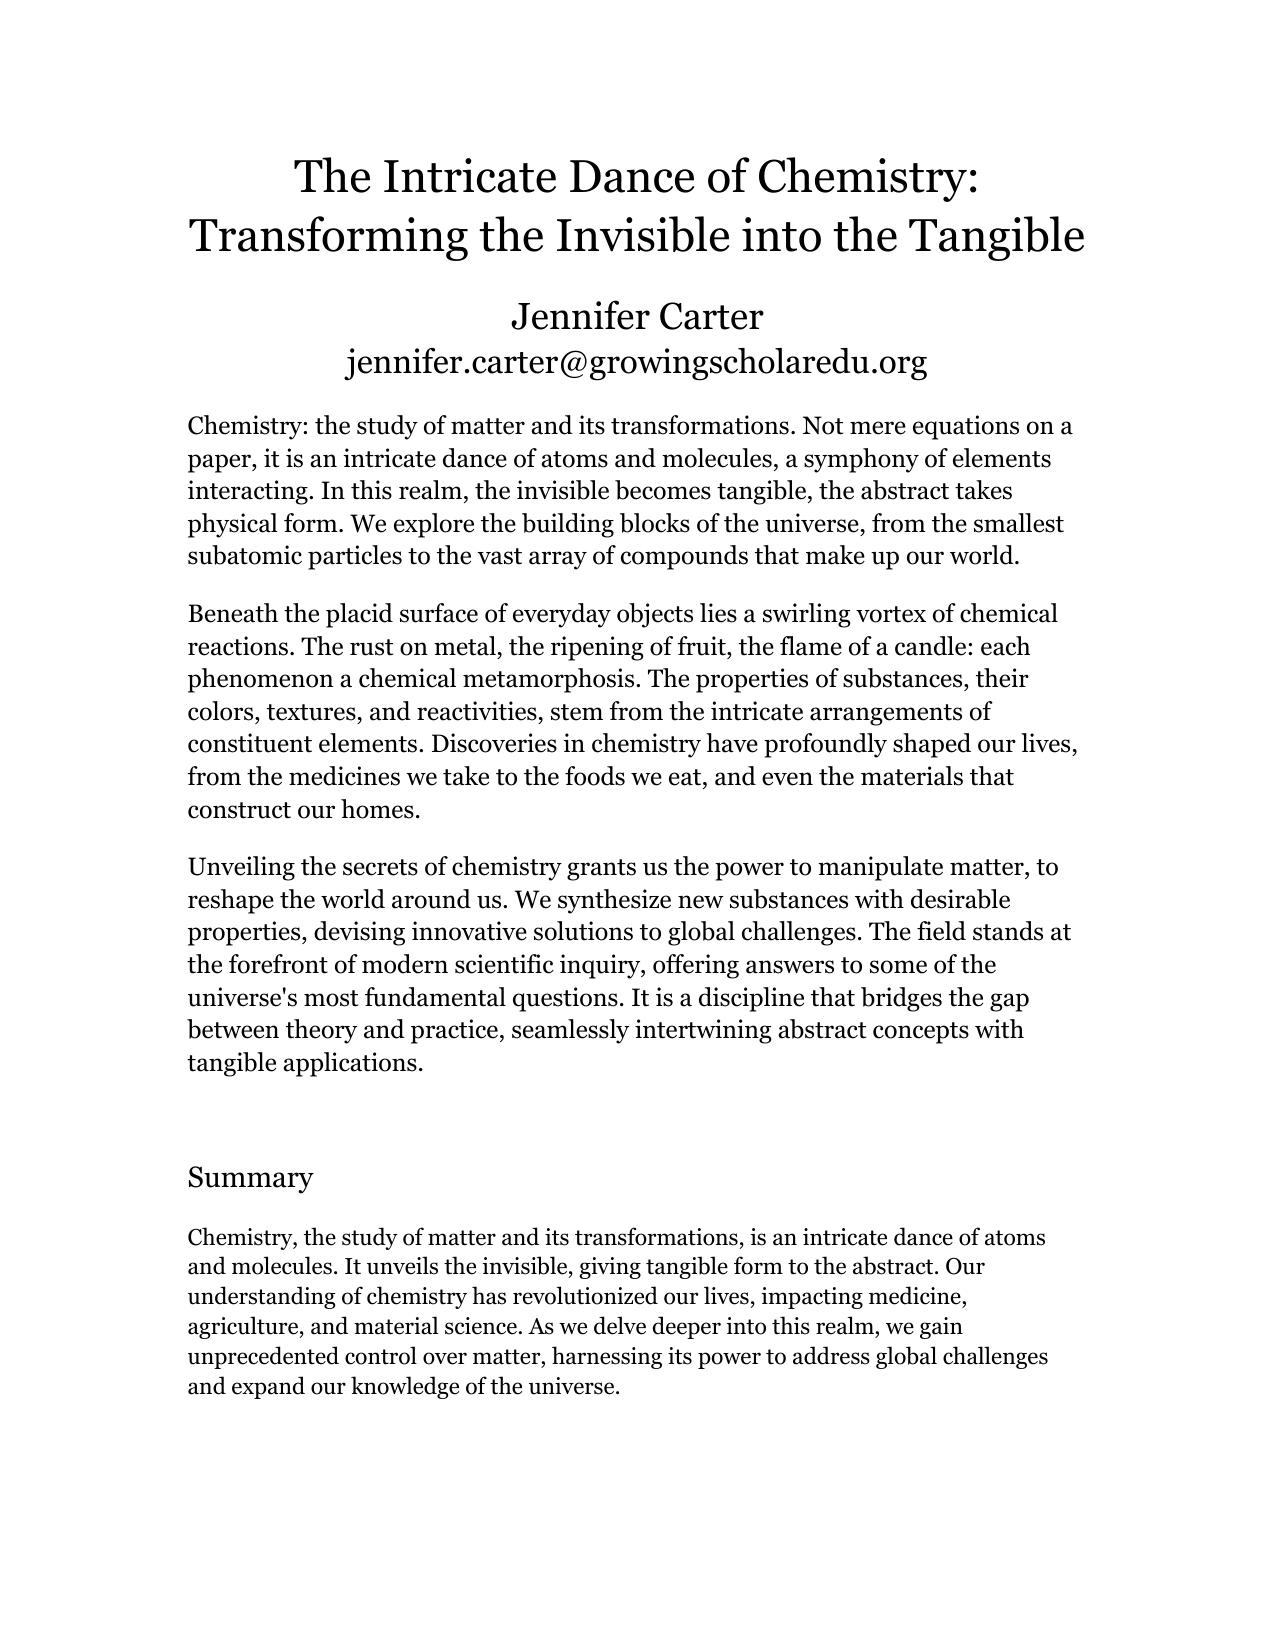 The Intricate Dance of Chemistry:
Transforming the Invisible into the Tangible
Jennifer Carter
jennifer.carter@growingscholaredu.org
Chemistry: the study of matter and its transformations. Not mere equations on a
paper, it is an intricate dance of atoms and molecules, a symphony of elements
interacting. In this realm, the invisible becomes tangible, the abstract takes
physical form. We explore the building blocks of the universe, from the smallest
subatomic particles to the vast array of compounds that make up our world.
Beneath the placid surface of everyday objects lies a swirling vortex of chemical
reactions. The rust on metal, the ripening of fruit, the flame of a candle: each
phenomenon a chemical metamorphosis. The properties of substances, their
colors, textures, and reactivities, stem from the intricate arrangements of
constituent elements. Discoveries in chemistry have profoundly shaped our lives,
from the medicines we take to the foods we eat, and even the materials that
construct our homes.
Unveiling the secrets of chemistry grants us the power to manipulate matter, to
reshape the world around us. We synthesize new substances with desirable
properties, devising innovative solutions to global challenges. The field stands at
the forefront of modern scientific inquiry, offering answers to some of the
universe's most fundamental questions. It is a discipline that bridges the gap
between theory and practice, seamlessly intertwining abstract concepts with
tangible applications.
Summary
Chemistry, the study of matter and its transformations, is an intricate dance of atoms
and molecules. It unveils the invisible, giving tangible form to the abstract. Our
understanding of chemistry has revolutionized our lives, impacting medicine,
agriculture, and material science. As we delve deeper into this realm, we gain
unprecedented control over matter, harnessing its power to address global challenges
and expand our knowledge of the universe.